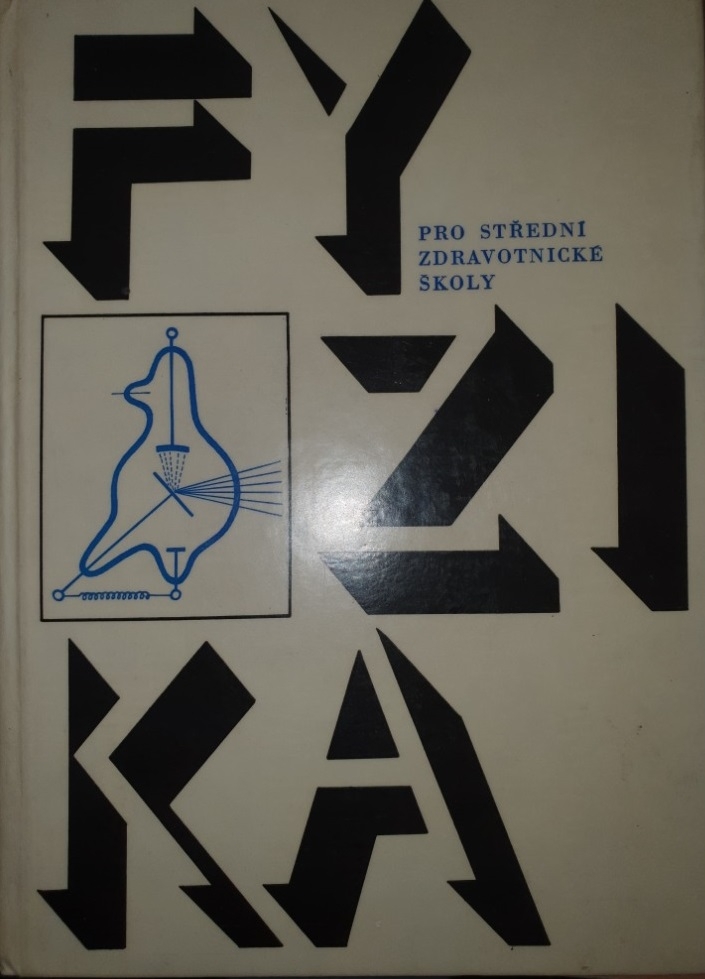 FY
PRO STŘEDNÍ
ZDRAVOTNICKÉ
ŠKOLY
ZI
KA